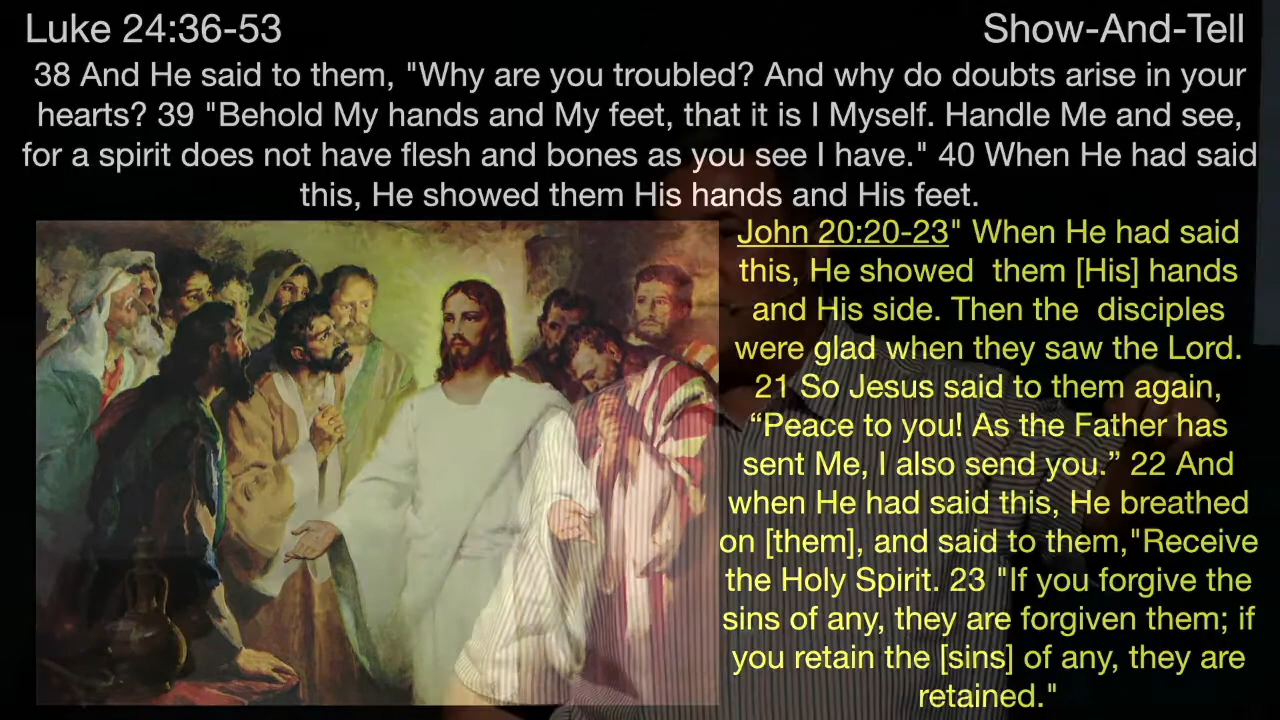 Luke 24:36-53
Show-And-Tell
38 And He said to them, "Why are you troubled? And why do doubts arise in your
hearts? 39 "Behold My hands and My feet, that it is I Myself. Handle Me and see,
for a spirit does not have flesh and bones as you see I have." 40 When He had said
this, He showed them His hands and His feet.
John 20:20-23" When He had said
this, He showed them [His] hands
and His side. Then the disciples
were glad when they saw the Lord.
21 So Jesus said to them again,
“Peace to you! As the Father has
sent Me, I also send you.” 22 And
when He had said this, He breathed
on [them], and said to them,"Receive
the Holy Spirit. 23 "If you forgive the
sins of any, they are forgiven them; if
you retain the [sins] of any, they are
retained."